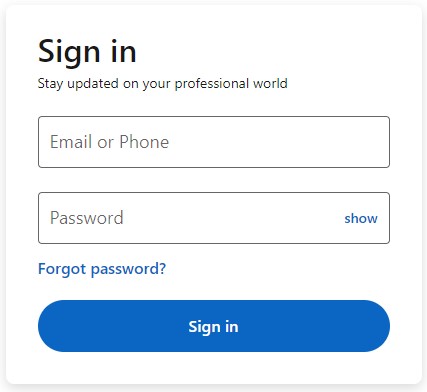 Sign in
Stay updated on your professional world
Email or Phone
Password show
Forgot password?
Sign in